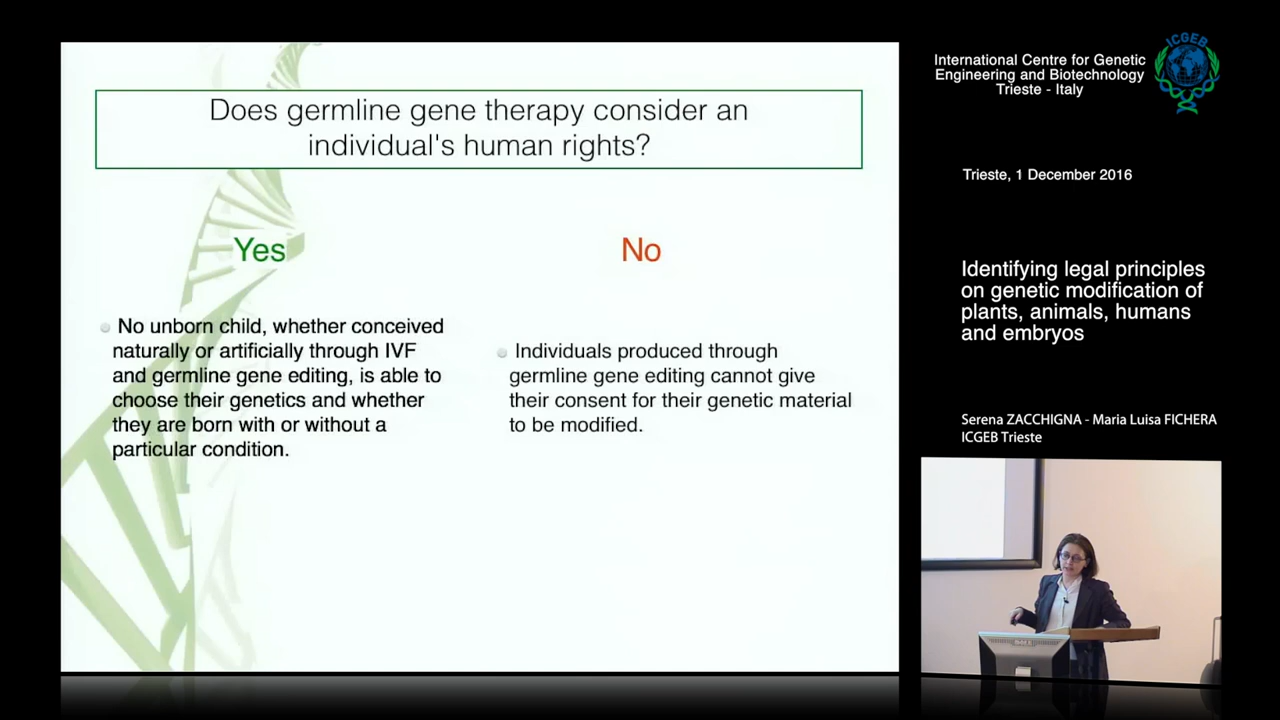 Does germline gene therapy consider an
individual's human rights?
Yes
No unborn child, whether conceived
naturally or artificially through IVF
and germline gene editing, is able to
choose their genetics and whether
they are born with or without a
particular condition.
No
Individuals produced through
germline gene editing cannot give
their consent for their genetic material
to be modified.
International Centre for Genetic
Engineering and Biotechnology
Trieste - Italy
ICGEB
Trieste, 1 December 2016
Identifying legal principles
on genetic modification of
plants, animals, humans
and embryos
Serena ZACCHIGNA - Maria Luisa FICHERA
ICGEB Trieste